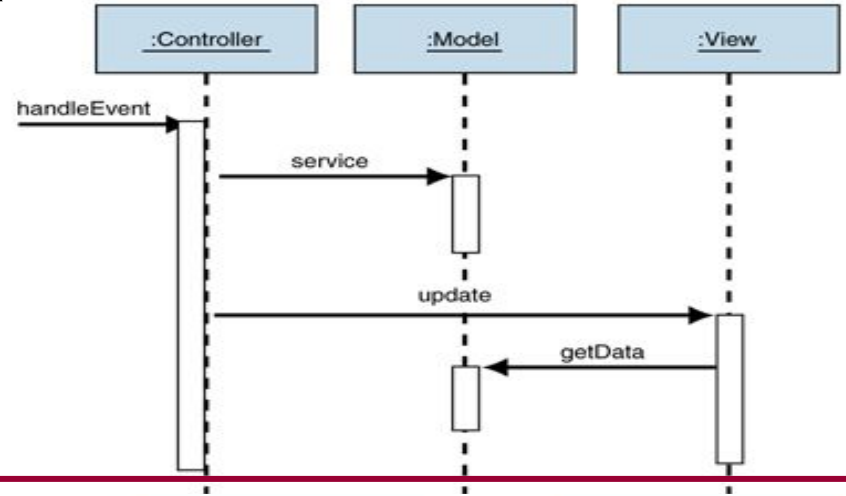 :Controller
:Model
:View
handleEvent
service
update
getData